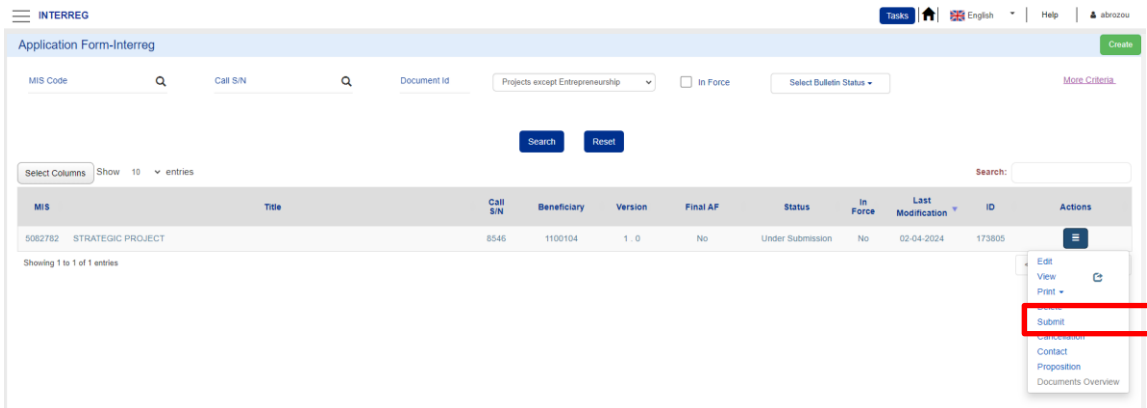 INTERREG Tasks English Help abrozou
Application Form-Interreg Create
MIS Code Call S/N Document Id Projects except Entrepreneurship In Force Select Bulletin Status More Criteria
Search Reset
Select Columns Show 10 entries Search:
MIS Title Call S/N Beneficiary Version Final AF Status In Force Last Modification ID Actions
5082782 STRATEGIC PROJECT 8546 1100104 1 . 0 No Under Submission No 02-04-2024 173805
Showing 1 to 1 of 1 entries
Edit
View
Print
Delete
Submit
Cancellation
Contact
Proposition
Documents Overview